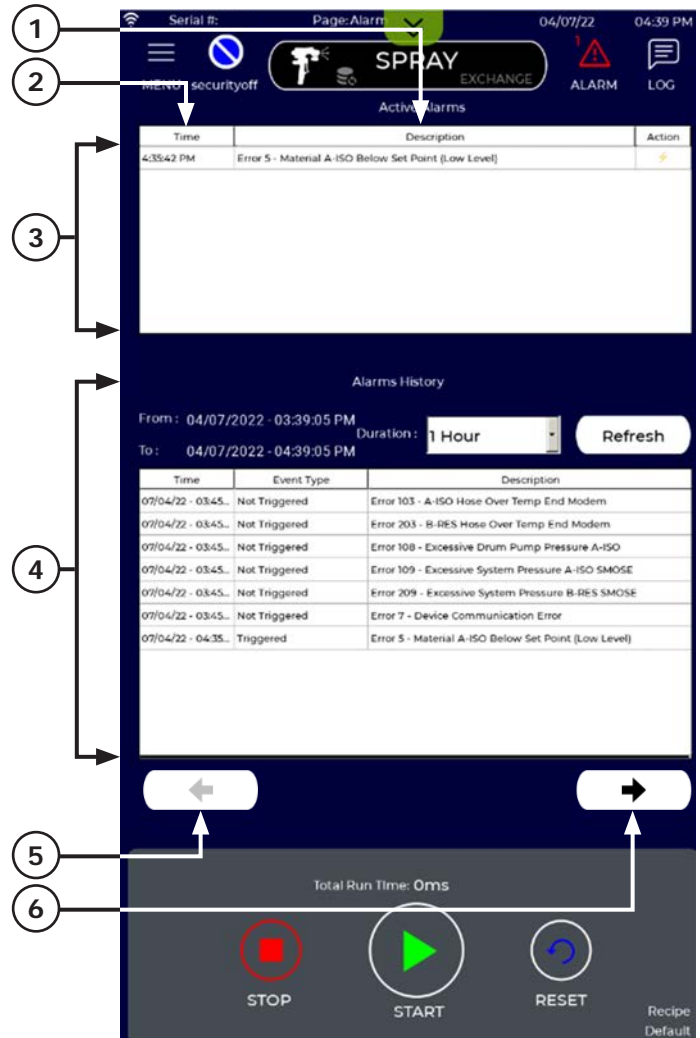 Serial #: Page:Alarm 04/07/22 04:39 PM
1
2
MENU securityoff SPRAY EXCHANGE ALARM 1 LOG
Active Alarms
Time Description Action
4:35:42 PM Error 5 - Material A-ISO Below Set Point (Low Level)
3
Alarms History
From : 04/07/2022 - 03:39:05 PM
Duration : 1 Hour Refresh
To : 04/07/2022 - 04:39:05 PM
Time Event Type Description
07/04/22 - 03:45... Not Triggered Error 103 - A-ISO Hose Over Temp End Modem
07/04/22 - 03:45... Not Triggered Error 203 - B-RES Hose Over Temp End Modem
07/04/22 - 03:45... Not Triggered Error 108 - Excessive Drum Pump Pressure A-ISO
4
07/04/22 - 03:45... Not Triggered Error 109 - Excessive System Pressure A-ISO SMOSE
07/04/22 - 03:45... Not Triggered Error 209 - Excessive System Pressure B-RES SMOSE
07/04/22 - 03:45... Not Triggered Error 7 - Device Communication Error
07/04/22 - 04:35... Triggered Error 5 - Material A-ISO Below Set Point (Low Level)
5
6
Total Run TIme: 0ms
STOP START RESET
Recipe
Default